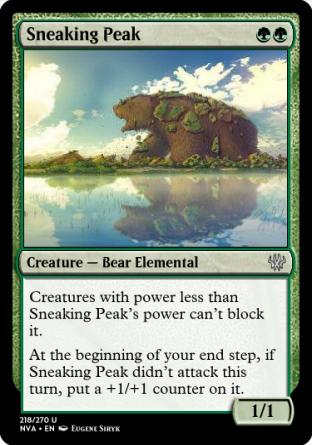 Sneaking Peak
Creature — Bear Elemental
Creatures with power less than
Sneaking Peak's power can't block
it.
At the beginning of your end step, if
Sneaking Peak didn't attack this
turn, put a +1/+1 counter on it.
1/1
218/270 U
NVA • EN Eugene Siryk